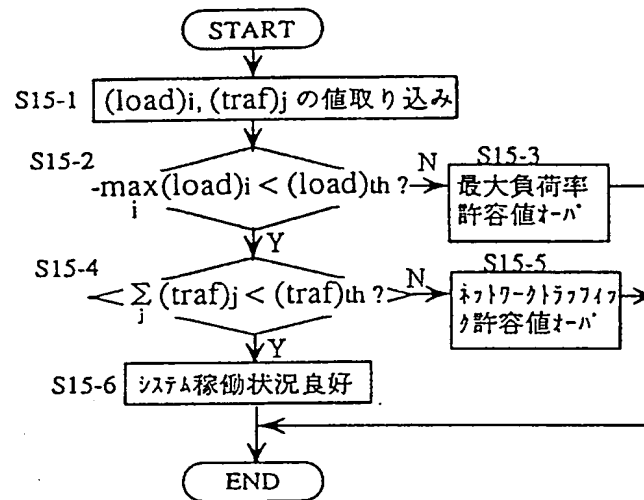 START
S15-1 (load)i, (traf)j の値取り込み
S15-2
max(load)i < (load)th ?
i
N
S15-3
最大負荷率
許容値ｵｰﾊﾞ
Y
S15-4
Σ(traf)j < (traf)th ?
j
N
S15-5
ﾈｯﾄﾜｰｸﾄﾗｯﾌｨｯ
ｸ許容値ｵｰﾊﾞ
Y
S15-6 ｼｽﾃﾑ稼働状況良好
END